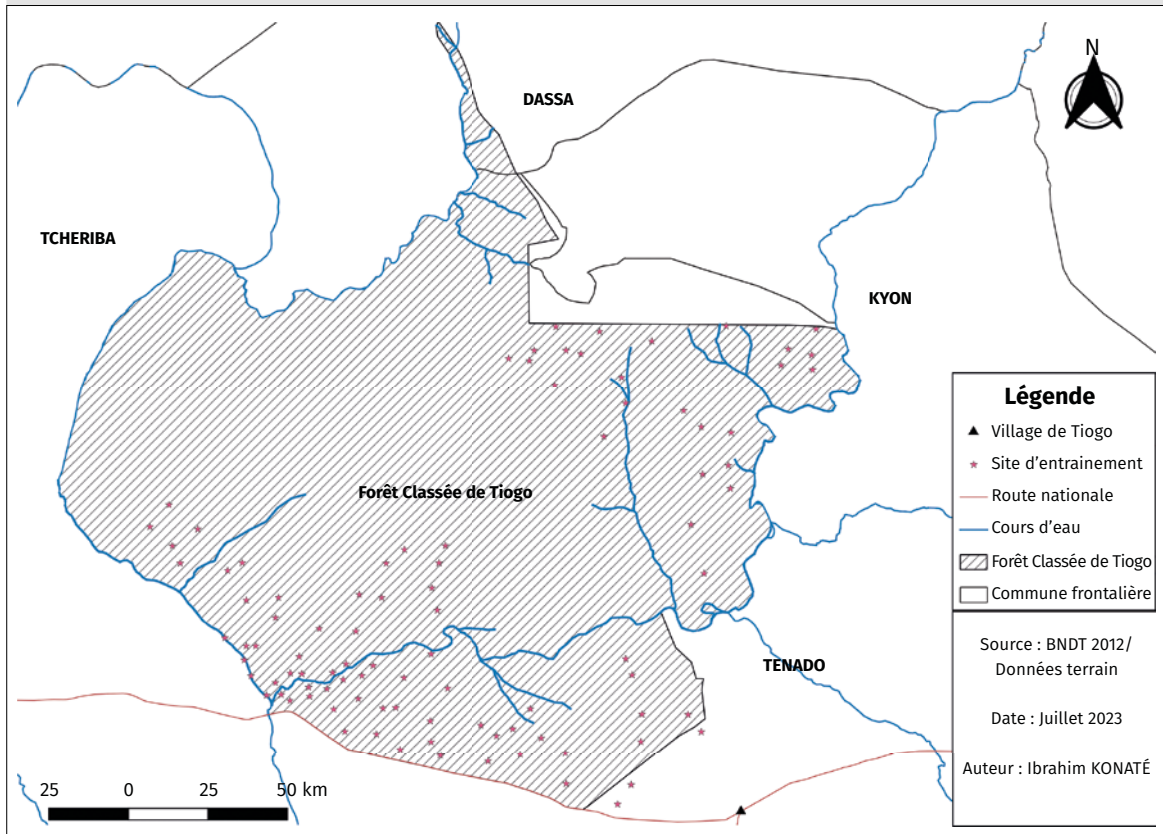 N
DASSA
TCHERIBA
KYON
Forêt Classée de Tiogo
TENADO
Légende
Village de Tiogo
Site d'entrainement
Route nationale
Cours d'eau
Forêt Classée de Tiogo
Commune frontalière
Source : BNDT 2012/
Données terrain
Date : Juillet 2023
Auteur : Ibrahim KONATÉ
25 0 25 50 km